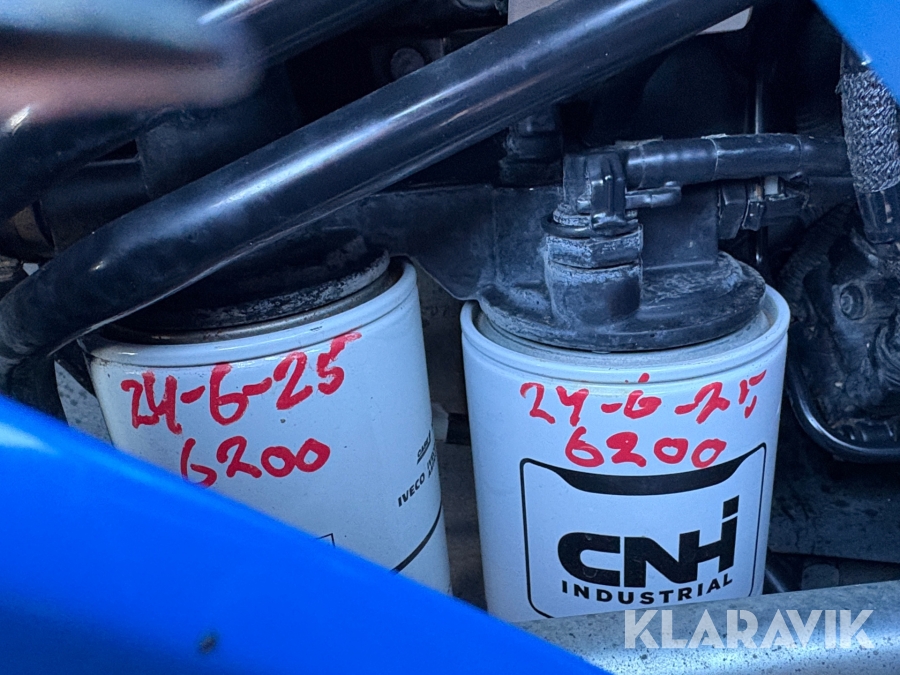 24-6-25
6200
IVECO
24-6-25
6200
CNH
INDUSTRIAL
KLARAVIK